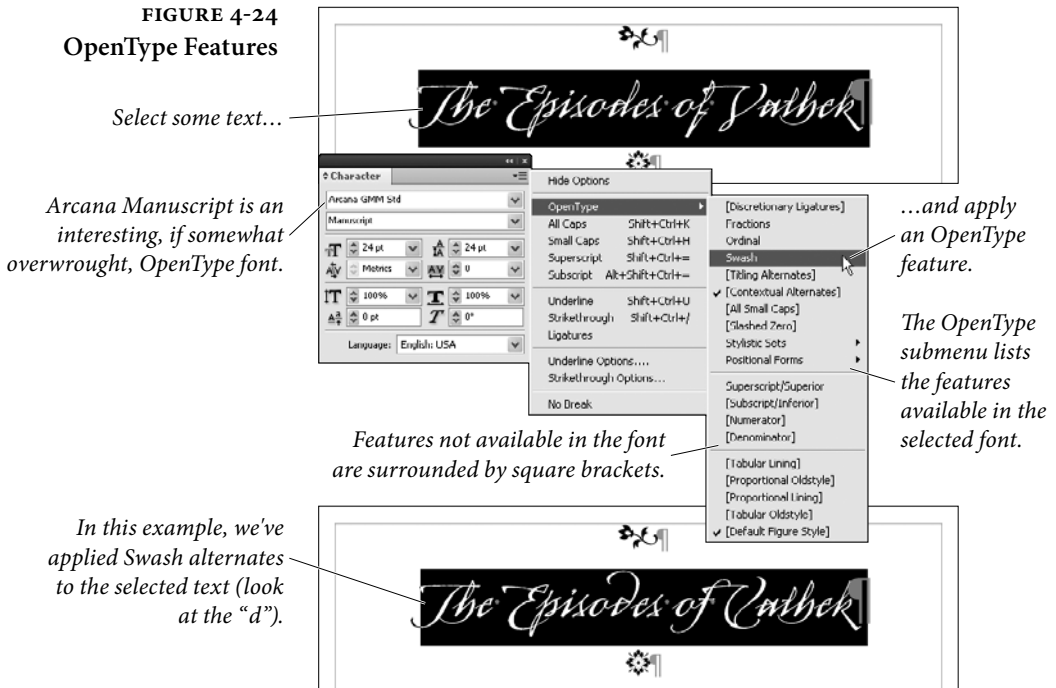 FIGURE 4-24
OpenType Features
Select some text…
The Episodes of Vathek¶
Arcana Manuscript is an
interesting, if somewhat
overwrought, OpenType font.
Character
Arcana GMM Std
Manuscript
24 pt
24 pt
Metrics
0
100%
100%
0 pt
0°
Language: English: USA
Hide Options
OpenType
All Caps Shift+Ctrl+K
Small Caps Shift+Ctrl+H
Superscript Shift+Ctrl+=
Subscript Alt+Shift+Ctrl+=
Underline Shift+Ctrl+U
Strikethrough Shift+Ctrl+/
Ligatures
Underline Options....
Strikethrough Options...
No Break
[Discretionary Ligatures]
Fractions
Ordinal
Swash
[Titling Alternates]
[Contextual Alternates]
[All Small Caps]
[Slashed Zero]
Stylistic Sets
Positional Forms
Superscript/Superior
[Subscript/Inferior]
[Numerator]
[Denominator]
[Tabular Lining]
[Proportional Oldstyle]
[Proportional Lining]
[Tabular Oldstyle]
[Default Figure Style]
…and apply
an OpenType
feature.
The OpenType
submenu lists
the features
available in the
selected font.
Features not available in the font
are surrounded by square brackets.
In this example, we've
applied Swash alternates
to the selected text (look
at the “d”).
The Episodes of Vathek¶